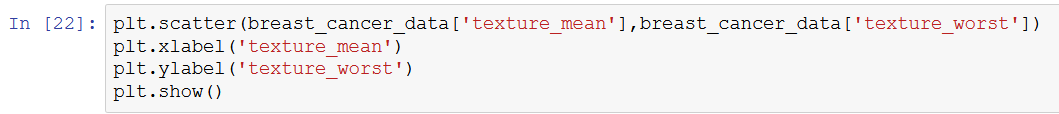 In [22]: plt.scatter(breast_cancer_data['texture_mean'],breast_cancer_data['texture_worst'])
plt.xlabel('texture_mean')
plt.ylabel('texture_worst')
plt.show()